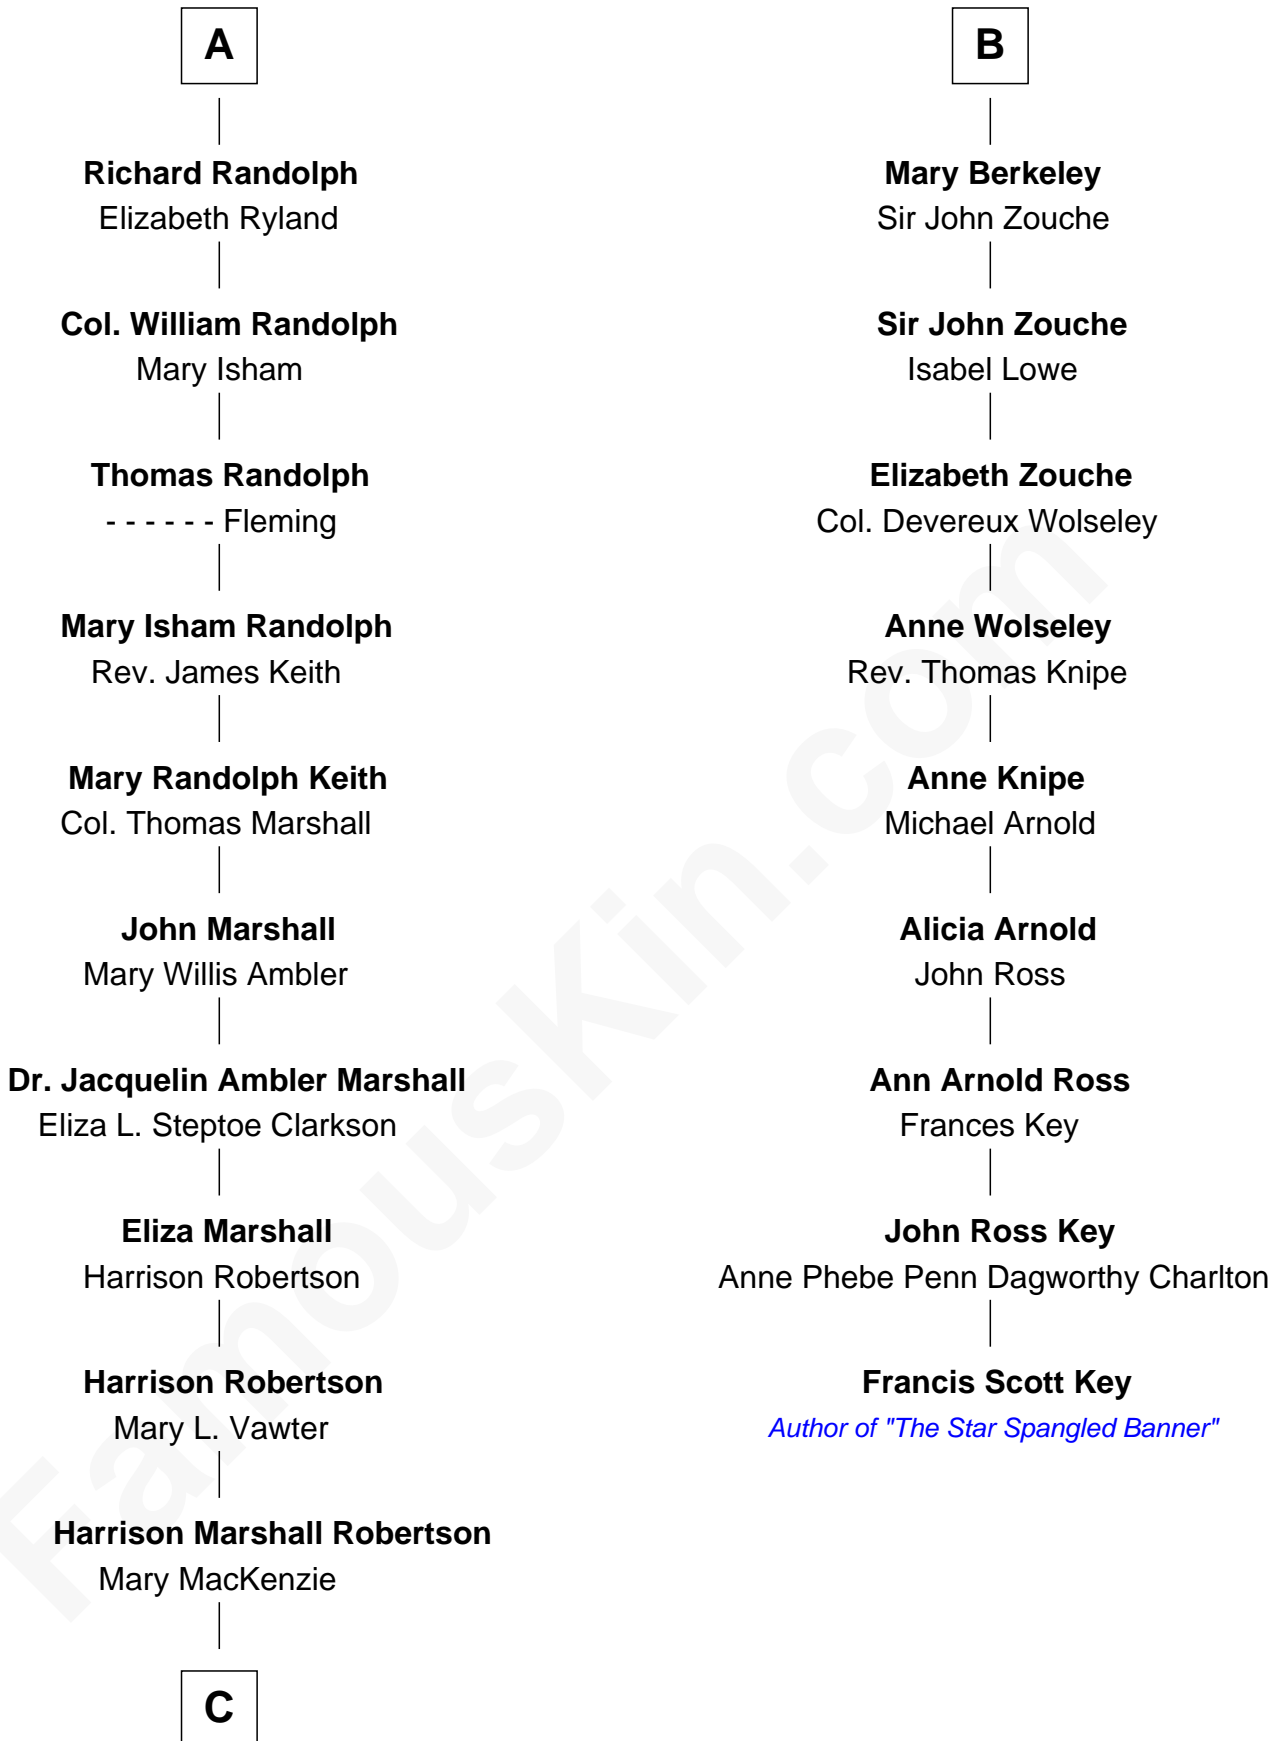 A
Richard Randolph
Elizabeth Ryland
Col. William Randolph
Mary Isham
Thomas Randolph
- - - - - - Fleming
Mary Isham Randolph
Rev. James Keith
Mary Randolph Keith
Col. Thomas Marshall
John Marshall
Mary Willis Ambler
Dr. Jacquelin Ambler Marshall
Eliza L. Steptoe Clarkson
Eliza Marshall
Harrison Robertson
Harrison Robertson
Mary L. Vawter
Harrison Marshall Robertson
Mary MacKenzie
C
B
Mary Berkeley
Sir John Zouche
Sir John Zouche
Isabel Lowe
Elizabeth Zouche
Col. Devereux Wolseley
Anne Wolseley
Rev. Thomas Knipe
Anne Knipe
Michael Arnold
Alicia Arnold
John Ross
Ann Arnold Ross
Frances Key
John Ross Key
Anne Phebe Penn Dagworthy Charlton
Francis Scott Key
Author of "The Star Spangled Banner"
FamousKin.com